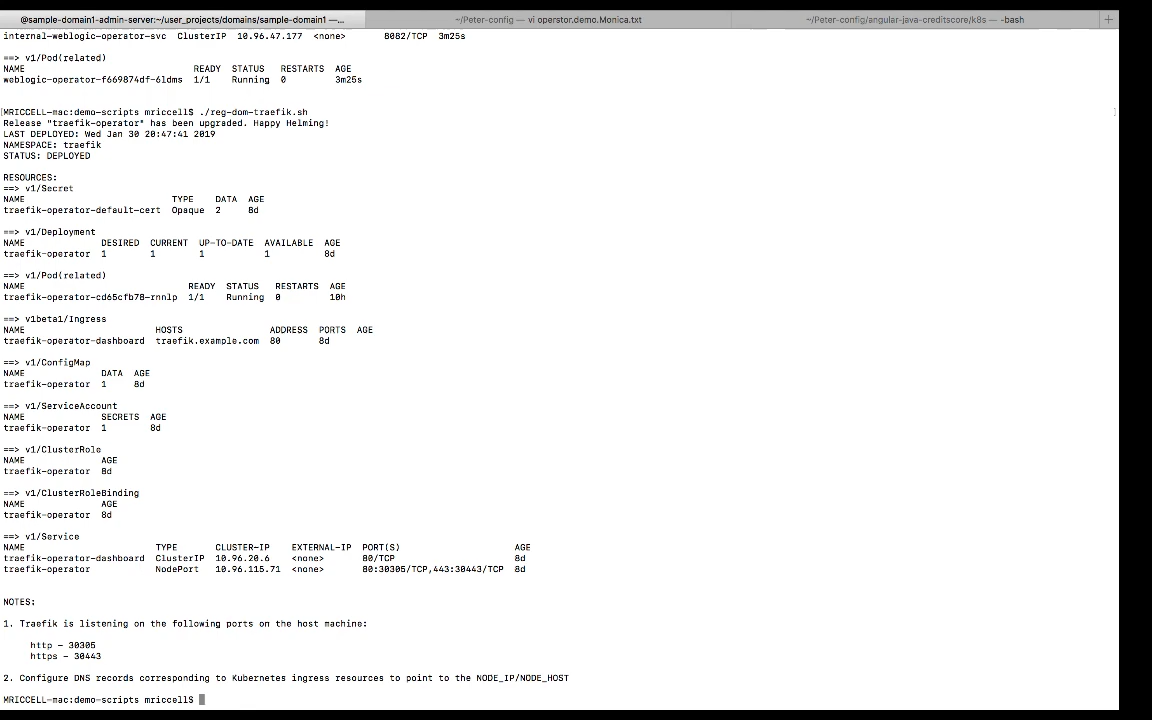 @sample-domain1-admin-server:~/user_projects/domains/sample-domain1 —...
~/Peter-config — vi operstor.demo.Monica.txt
~/Peter-config/angular-java-creditscore/k8s — -bash
internal-weblogic-operator-svc ClusterIP 10.96.47.177 <none> 8082/TCP 3m25s
==> v1/Pod(related)
NAME READY STATUS RESTARTS AGE
weblogic-operator-f669874df-6ldms 1/1 Running 0 3m25s
MRICCELL-mac:demo-scripts mriccell$ ./reg-dom-traefik.sh
Release "traefik-operator" has been upgraded. Happy Helming!
LAST DEPLOYED: Wed Jan 30 20:47:41 2019
NAMESPACE: traefik
STATUS: DEPLOYED
RESOURCES:
==> v1/Secret
NAME TYPE DATA AGE
traefik-operator-default-cert Opaque 2 8d
==> v1/Deployment
NAME DESIRED CURRENT UP-TO-DATE AVAILABLE AGE
traefik-operator 1 1 1 1 8d
==> v1/Pod(related)
NAME READY STATUS RESTARTS AGE
traefik-operator-cd65cfb78-rnnlp 1/1 Running 0 10h
==> v1beta1/Ingress
NAME HOSTS ADDRESS PORTS AGE
traefik-operator-dashboard traefik.example.com 80 8d
==> v1/ConfigMap
NAME DATA AGE
traefik-operator 1 8d
==> v1/ServiceAccount
NAME SECRETS AGE
traefik-operator 1 8d
==> v1/ClusterRole
NAME AGE
traefik-operator 8d
==> v1/ClusterRoleBinding
NAME AGE
traefik-operator 8d
==> v1/Service
NAME TYPE CLUSTER-IP EXTERNAL-IP PORT(S) AGE
traefik-operator-dashboard ClusterIP 10.96.20.6 <none> 80/TCP 8d
traefik-operator NodePort 10.96.115.71 <none> 80:30305/TCP,443:30443/TCP 8d
NOTES:
1. Traefik is listening on the following ports on the host machine:
http - 30305
https - 30443
2. Configure DNS records corresponding to Kubernetes ingress resources to point to the NODE_IP/NODE_HOST
MRICCELL-mac:demo-scripts mriccell$